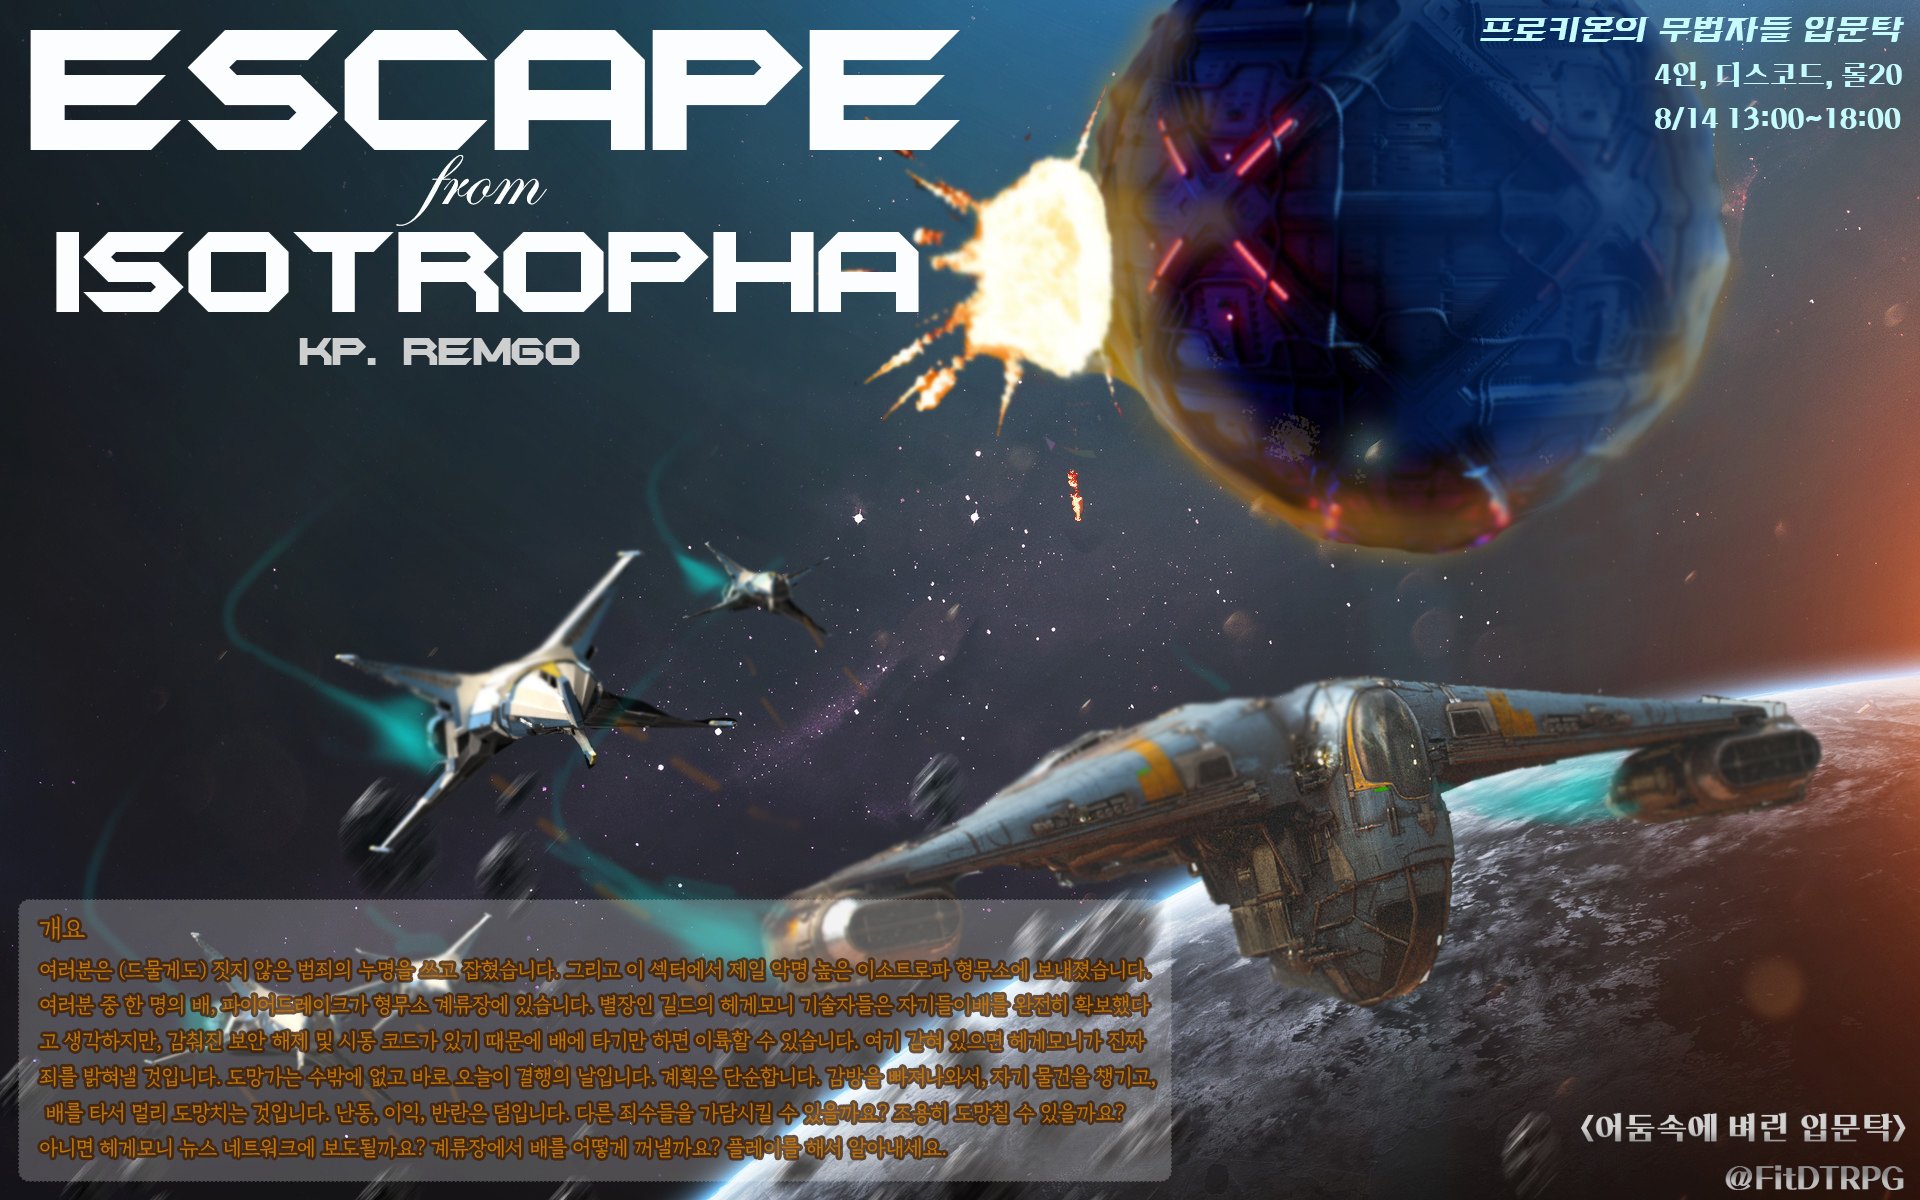 ESCAPE
from
ISOTROPHA
KP. REMGO
프로키온의 무법자들 입문탁
4인, 디스코드, 롤20
8/14 13:00~18:00
개요
여러분은 (드물게도) 짓지 않은 범죄의 누명을 쓰고 잡혔습니다. 그리고 이 섹터에서 제일 악명 높은 이소트로파 형무소에 보내졌습니다.
여러분 중 한 명의 배, 파이어드레이크가 형무소 계류장에 있습니다. 별장인 길드의 헤게모니 기술자들은 자기들이배를 완전히 확보했다
고 생각하지만, 감춰진 보안 해제 및 시동 코드가 있기 때문에 배에 타기만 하면 이륙할 수 있습니다. 여기 갇혀 있으면 헤게모니가 진짜
죄를 밝혀낼 것입니다. 도망가는 수밖에 없고 바로 오늘이 결행의 날입니다. 계획은 단순합니다. 감방을 빠져나와서, 자기 물건을 챙기고,
배를 타서 멀리 도망치는 것입니다. 난동, 이익, 반란은 덤입니다. 다른 죄수들을 가담시킬 수 있을까요? 조용히 도망칠 수 있을까요?
아니면 헤게모니 뉴스 네트워크에 보도될까요? 계류장에서 배를 어떻게 꺼낼까요? 플레이를 해서 알아내세요.
<어둠속에 벼린 입문탁>
@FitDTRPG